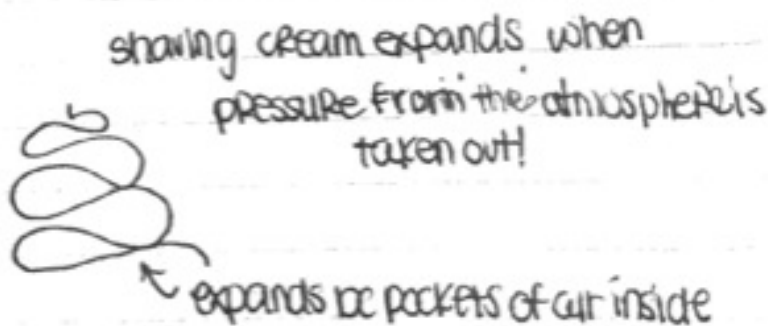 shaving cream expands when
pressure from the atmosphere is
taken out!
expands bc pockets of air inside